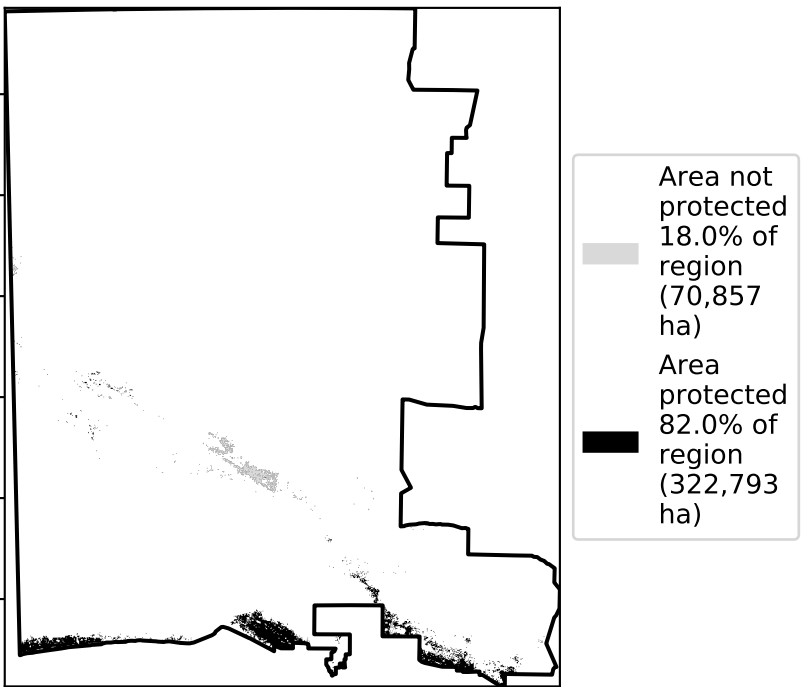 Area not
protected
18.0% of
region
(70,857
ha)
Area
protected
82.0% of
region
(322,793
ha)